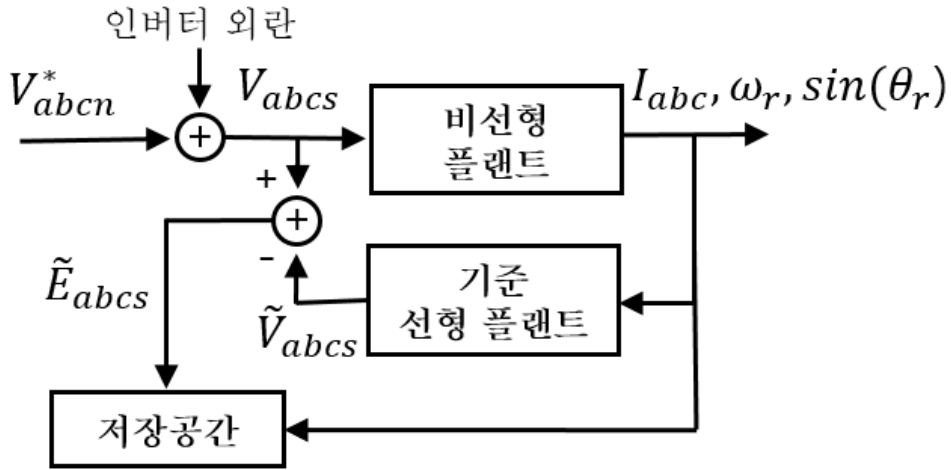 인버터 외란
V*abcn
Vabcs
Iabc, ωr, sin(θr)
+
비선형
플랜트
+
+
-
Ẽabcs
Ṽabcs
기준
선형 플랜트
저장공간